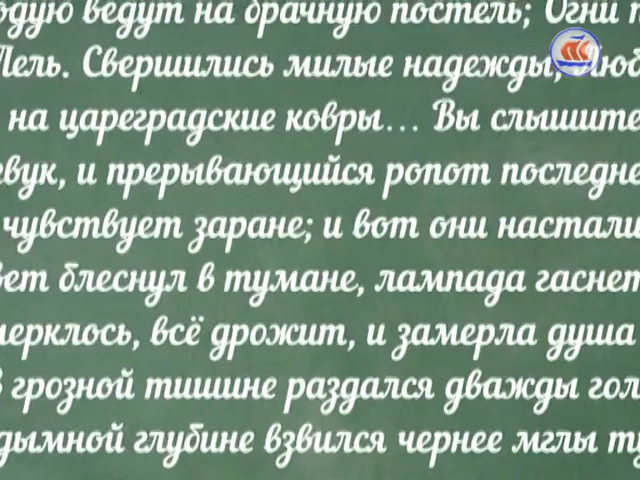 одую ведут на брачную постель; Огни
Лель. Свершились милые надежды, Люб
на цареградские ковры... Вы слышите
звук, и прерывающийся ропот последне
чувствует заране; и вот они настали
вет блеснул в тумане, лампада гаснет
мерклось, всё дрожит, и замерла душа
В грозной тишине раздался дважды гол
дымной глубине взвился чернее мглы ту